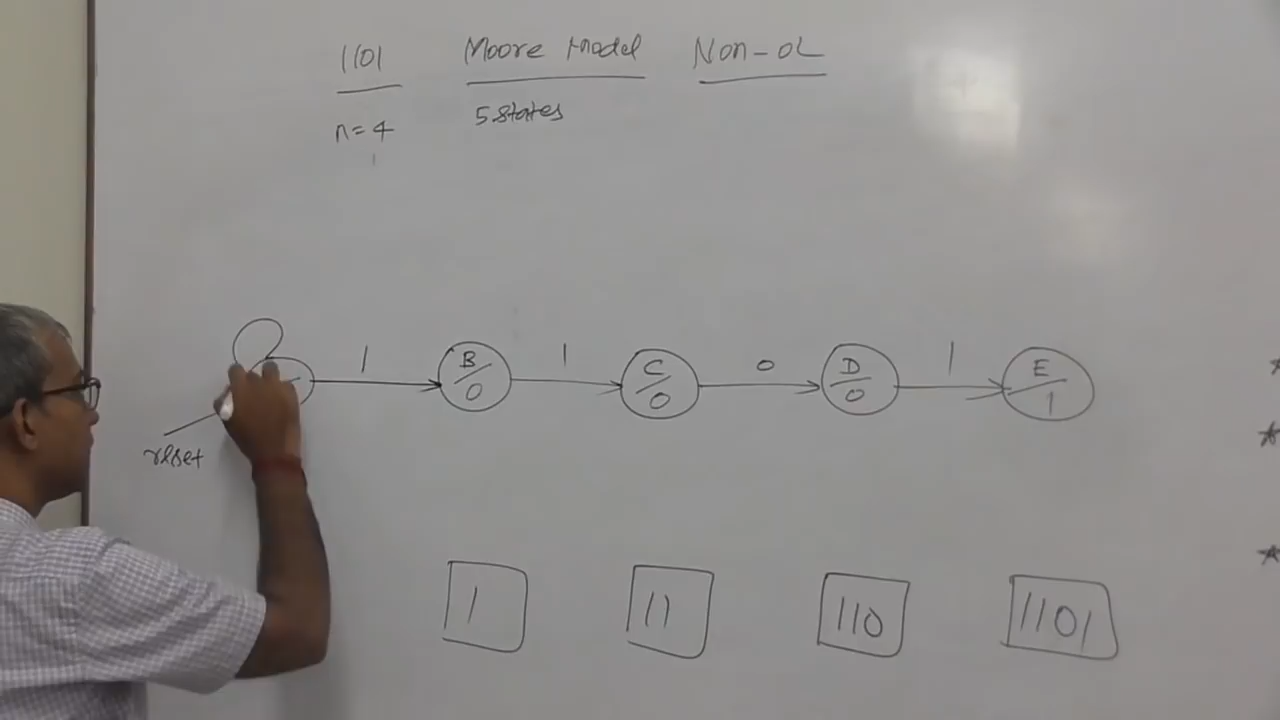 1101 Moore Model Non-OL
n=4 5 states
1 1 0 1
B C D E
0 0 0 1
reset
1 11 110 1101